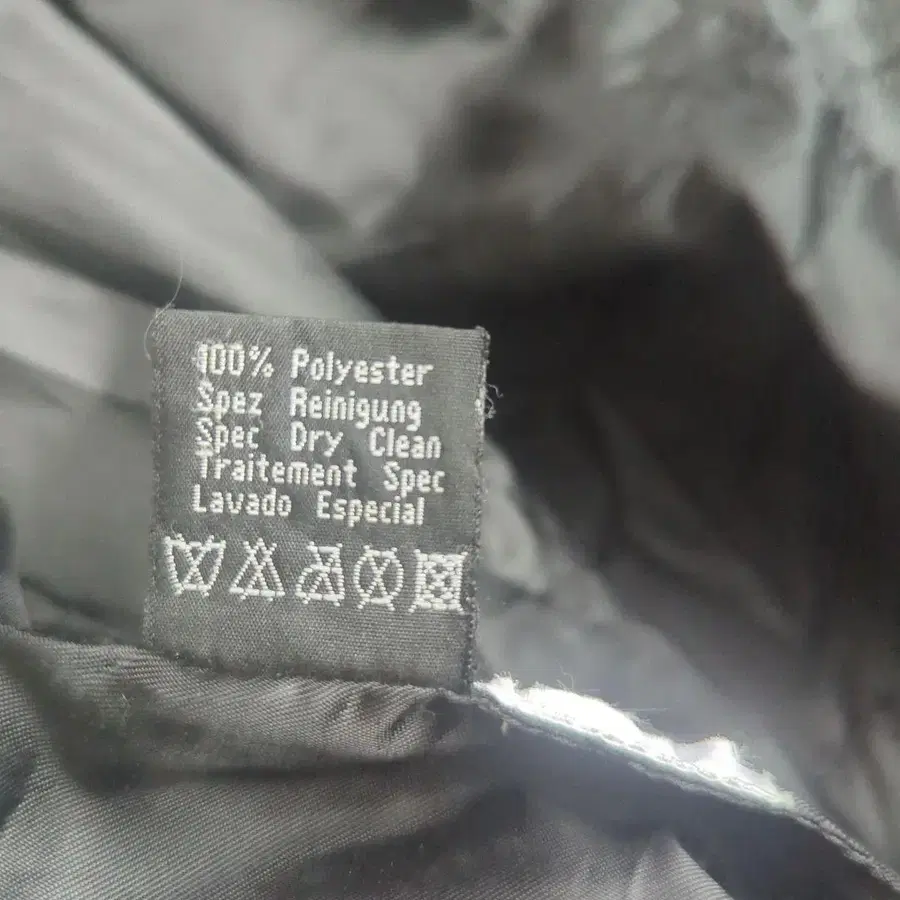 100% Polyester
Spez Reinigung
Spec Dry Clean
Traitement Spec
Lavado Especial